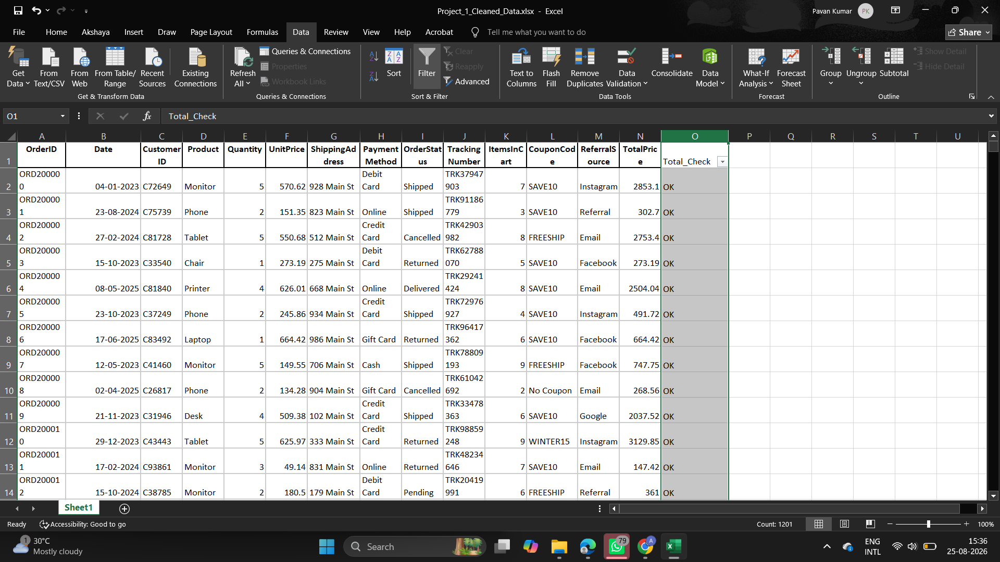 Project_1_Cleaned_Data.xlsx - Excel
Pavan Kumar PK
File Home Akshaya Insert Draw Page Layout Formulas Data Review View Help Acrobat Tell me what you want to do Share
Get Data From Text/CSV From Web From Table/ Range Recent Sources Existing Connections
Get & Transform Data
Refresh All Queries & Connections Properties Workbook Links
Queries & Connections
Sort Filter Clear Reapply Advanced
Sort & Filter
Text to Columns Flash Fill Remove Duplicates Data Validation Consolidate Data Model
Data Tools
What-If Analysis Forecast Sheet
Forecast
Group Ungroup Subtotal Show Detail Hide Detail
Outline
O1 fx Total_Check
A B C D E F G H I J K L M N O P Q R S T U
1 OrderID Date Customer ID Product Quantity UnitPrice ShippingAd dress Payment Method OrderStat us Tracking Number ItemsInC art CouponCod e ReferralS ource TotalPric e Total_Check
2 ORD20000 0 04-01-2023 C72649 Monitor 5 570.62 928 Main St Debit Card Shipped TRK37947 903 7 SAVE10 Instagram 2853.1 OK
3 ORD20000 1 23-08-2024 C75739 Phone 2 151.35 823 Main St Online Shipped TRK91186 779 3 SAVE10 Referral 302.7 OK
4 ORD20000 2 27-02-2024 C81728 Tablet 5 550.68 512 Main St Credit Card Cancelled TRK42903 982 8 FREESHIP Email 2753.4 OK
5 ORD20000 3 15-10-2023 C33540 Chair 1 273.19 275 Main St Debit Card Returned TRK62788 070 5 SAVE10 Facebook 273.19 OK
6 ORD20000 4 08-05-2025 C81840 Printer 4 626.01 668 Main St Online Delivered TRK29241 424 8 SAVE10 Email 2504.04 OK
7 ORD20000 5 23-10-2023 C37249 Phone 2 245.86 934 Main St Credit Card Shipped TRK72976 927 4 SAVE10 Instagram 491.72 OK
8 ORD20000 6 17-06-2025 C83492 Laptop 1 664.42 986 Main St Gift Card Returned TRK96417 362 6 SAVE10 Facebook 664.42 OK
9 ORD20000 7 12-05-2023 C41460 Monitor 5 149.55 706 Main St Cash Shipped TRK78809 193 9 FREESHIP Facebook 747.75 OK
10 ORD20000 8 02-04-2025 C26817 Phone 2 134.28 904 Main St Gift Card Cancelled TRK61042 692 2 No Coupon Email 268.56 OK
11 ORD20000 9 21-11-2023 C31946 Desk 4 509.38 102 Main St Credit Card Shipped TRK33478 363 6 SAVE10 Google 2037.52 OK
12 ORD20001 0 29-12-2023 C43443 Tablet 5 625.97 333 Main St Credit Card Returned TRK98859 248 9 WINTER15 Instagram 3129.85 OK
13 ORD20001 1 17-02-2024 C93861 Monitor 3 49.14 831 Main St Online Returned TRK48234 646 7 SAVE10 Email 147.42 OK
14 ORD20001 2 15-10-2024 C38785 Monitor 2 180.5 179 Main St Debit Card Pending TRK20419 991 6 FREESHIP Referral 361 OK
Sheet1
Ready Accessibility: Good to go Count: 1201 100%
1 30°C
Mostly cloudy
Search
79
A
ENG
INTL
15:36
25-08-2026